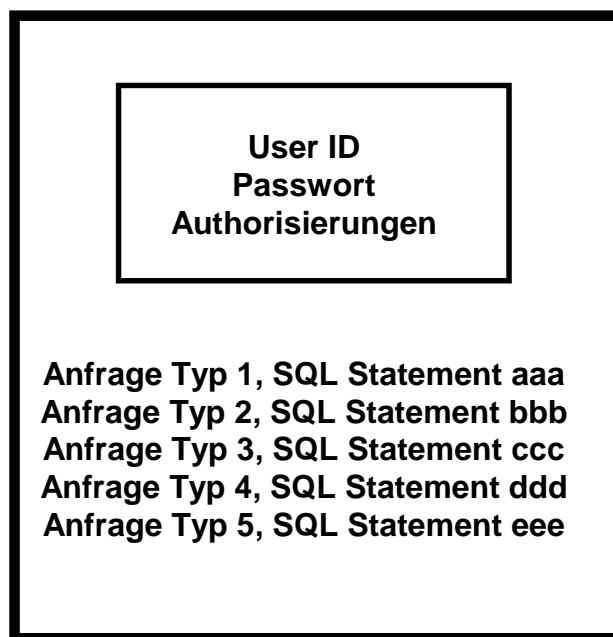 User ID
Passwort
Authorisierungen
Anfrage Typ 1, SQL Statement aaa
Anfrage Typ 2, SQL Statement bbb
Anfrage Typ 3, SQL Statement ccc
Anfrage Typ 4, SQL Statement ddd
Anfrage Typ 5, SQL Statement eee